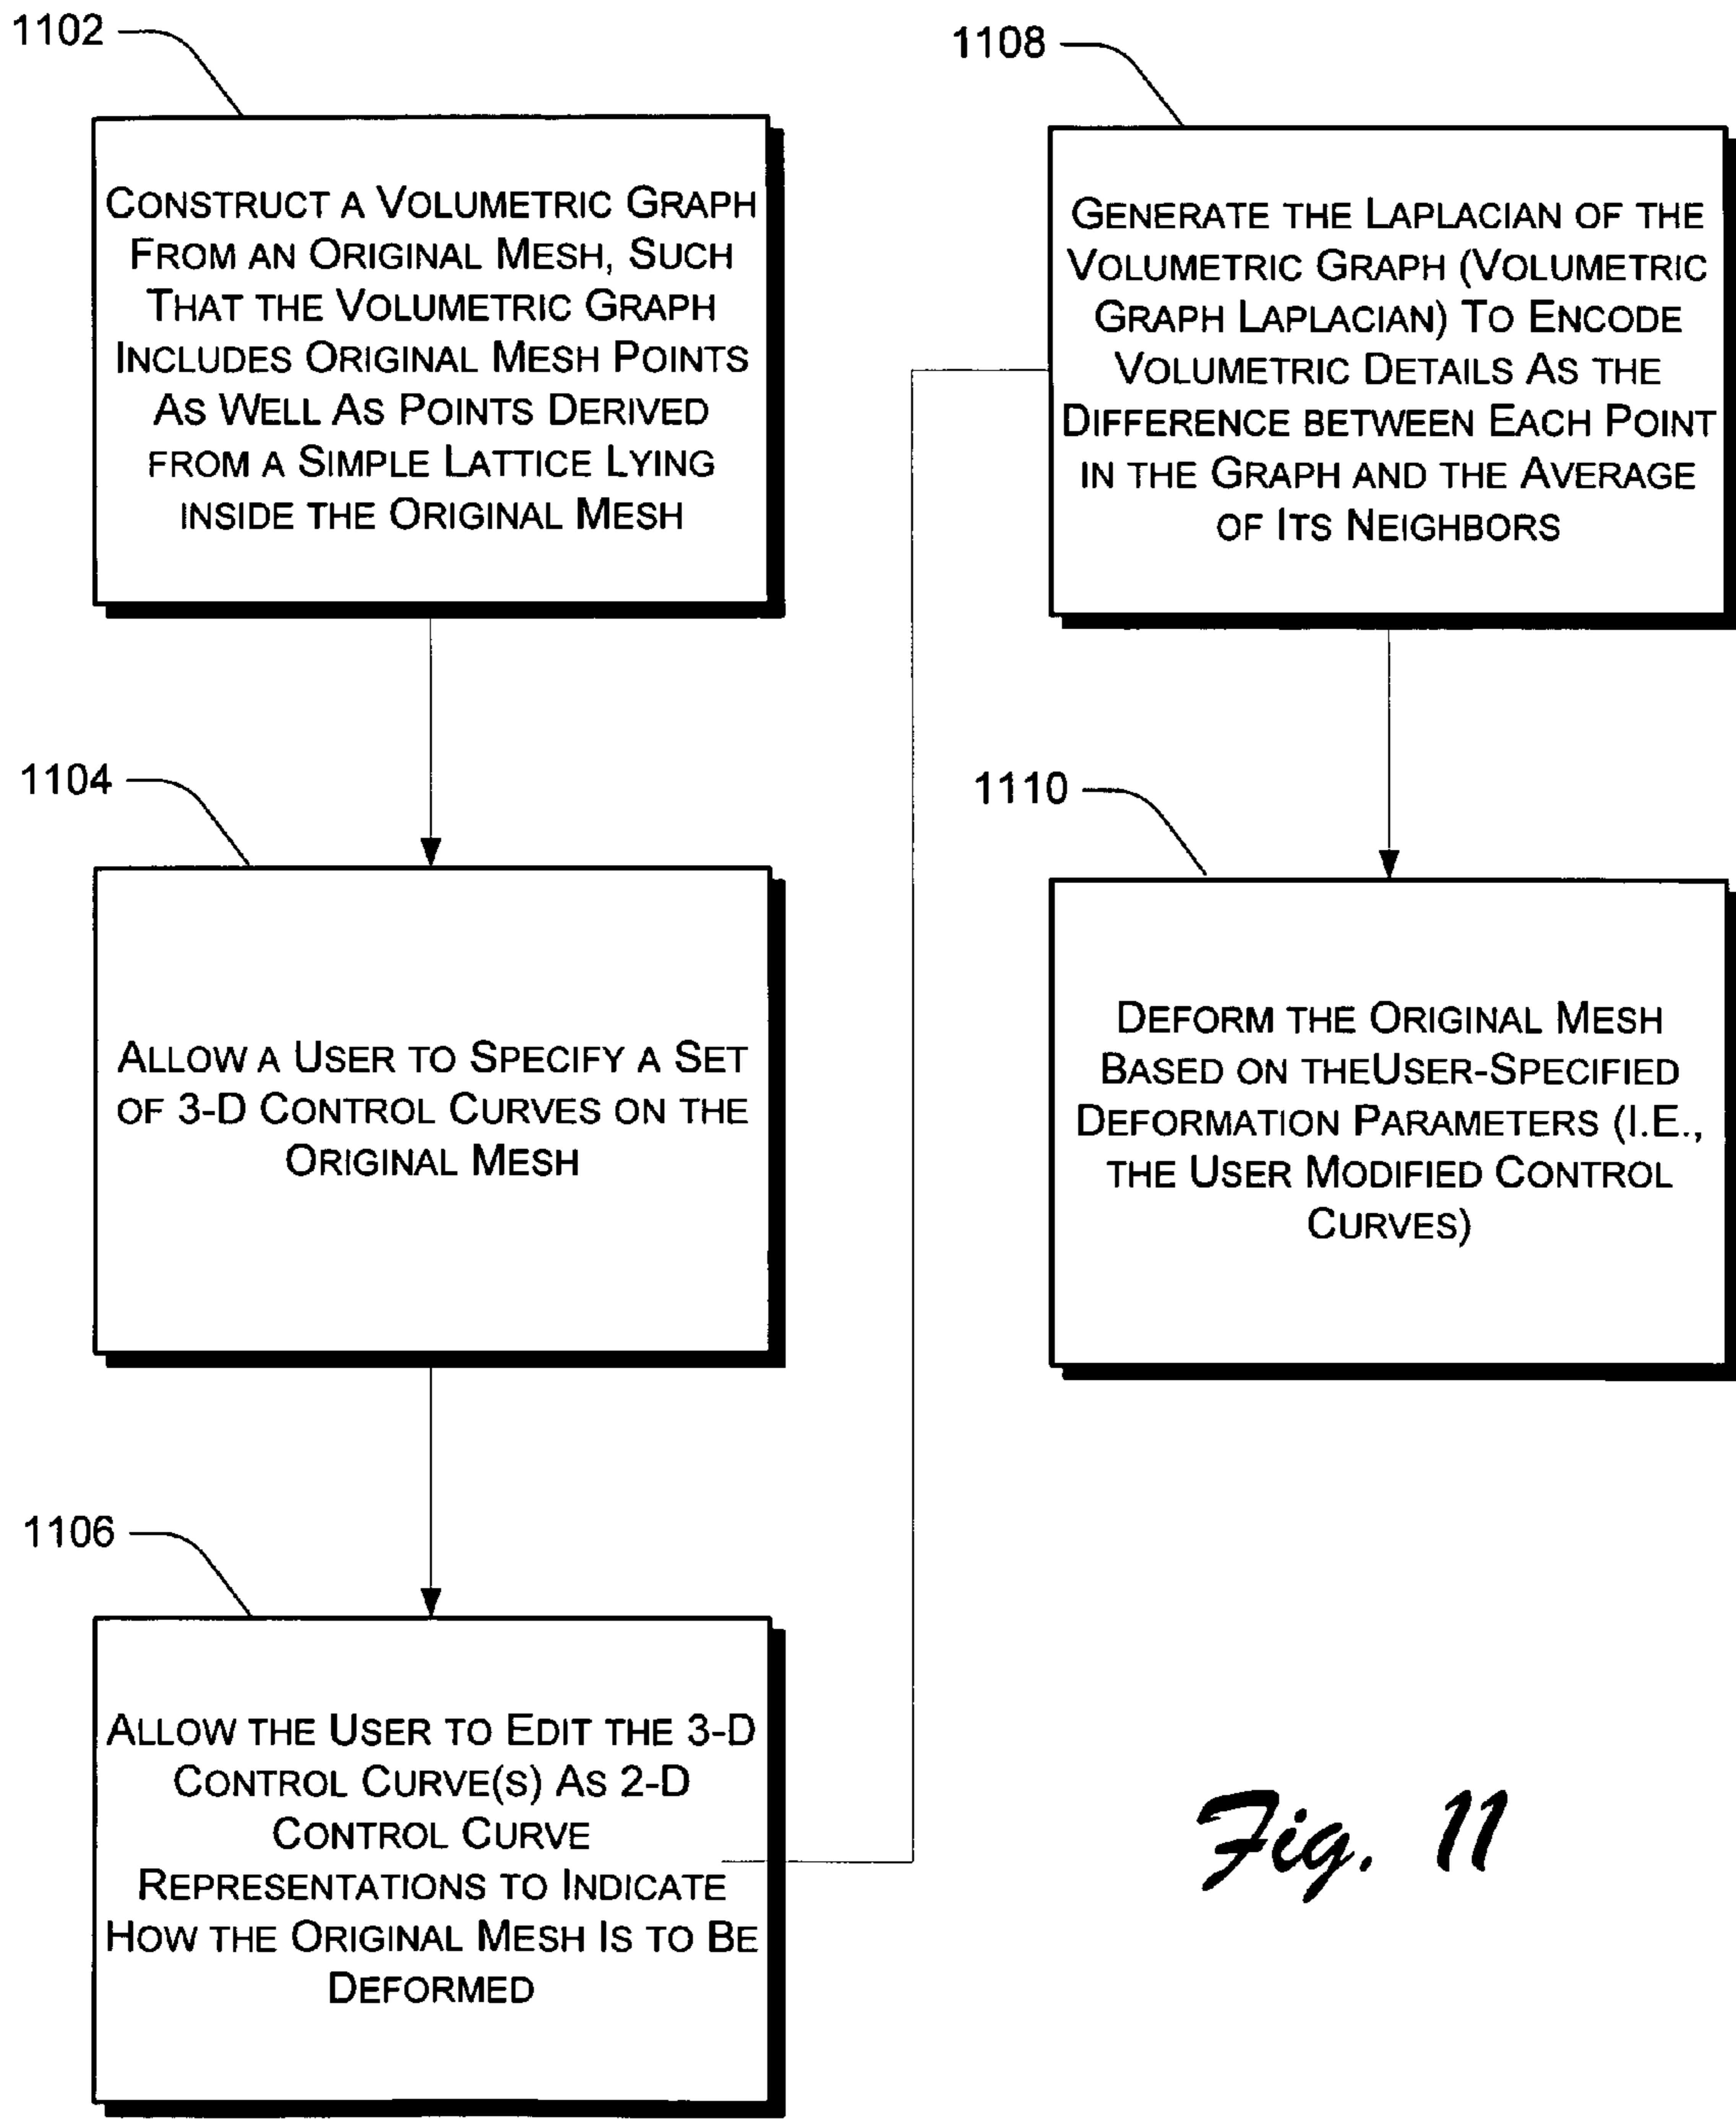 1102
CONSTRUCT A VOLUMETRIC GRAPH
FROM AN ORIGINAL MESH, SUCH
THAT THE VOLUMETRIC GRAPH
INCLUDES ORIGINAL MESH POINTS
AS WELL AS POINTS DERIVED
FROM A SIMPLE LATTICE LYING
INSIDE THE ORIGINAL MESH
1104
ALLOW A USER TO SPECIFY A SET
OF 3-D CONTROL CURVES ON THE
ORIGINAL MESH
1106
ALLOW THE USER TO EDIT THE 3-D
CONTROL CURVE(S) AS 2-D
CONTROL CURVE
REPRESENTATIONS TO INDICATE
HOW THE ORIGINAL MESH IS TO BE
DEFORMED
1108
GENERATE THE LAPLACIAN OF THE
VOLUMETRIC GRAPH (VOLUMETRIC
GRAPH LAPLACIAN) TO ENCODE
VOLUMETRIC DETAILS AS THE
DIFFERENCE BETWEEN EACH POINT
IN THE GRAPH AND THE AVERAGE
OF ITS NEIGHBORS
1110
DEFORM THE ORIGINAL MESH
BASED ON THEUSER-SPECIFIED
DEFORMATION PARAMETERS (I.E.,
THE USER MODIFIED CONTROL
CURVES)
Fig. 11